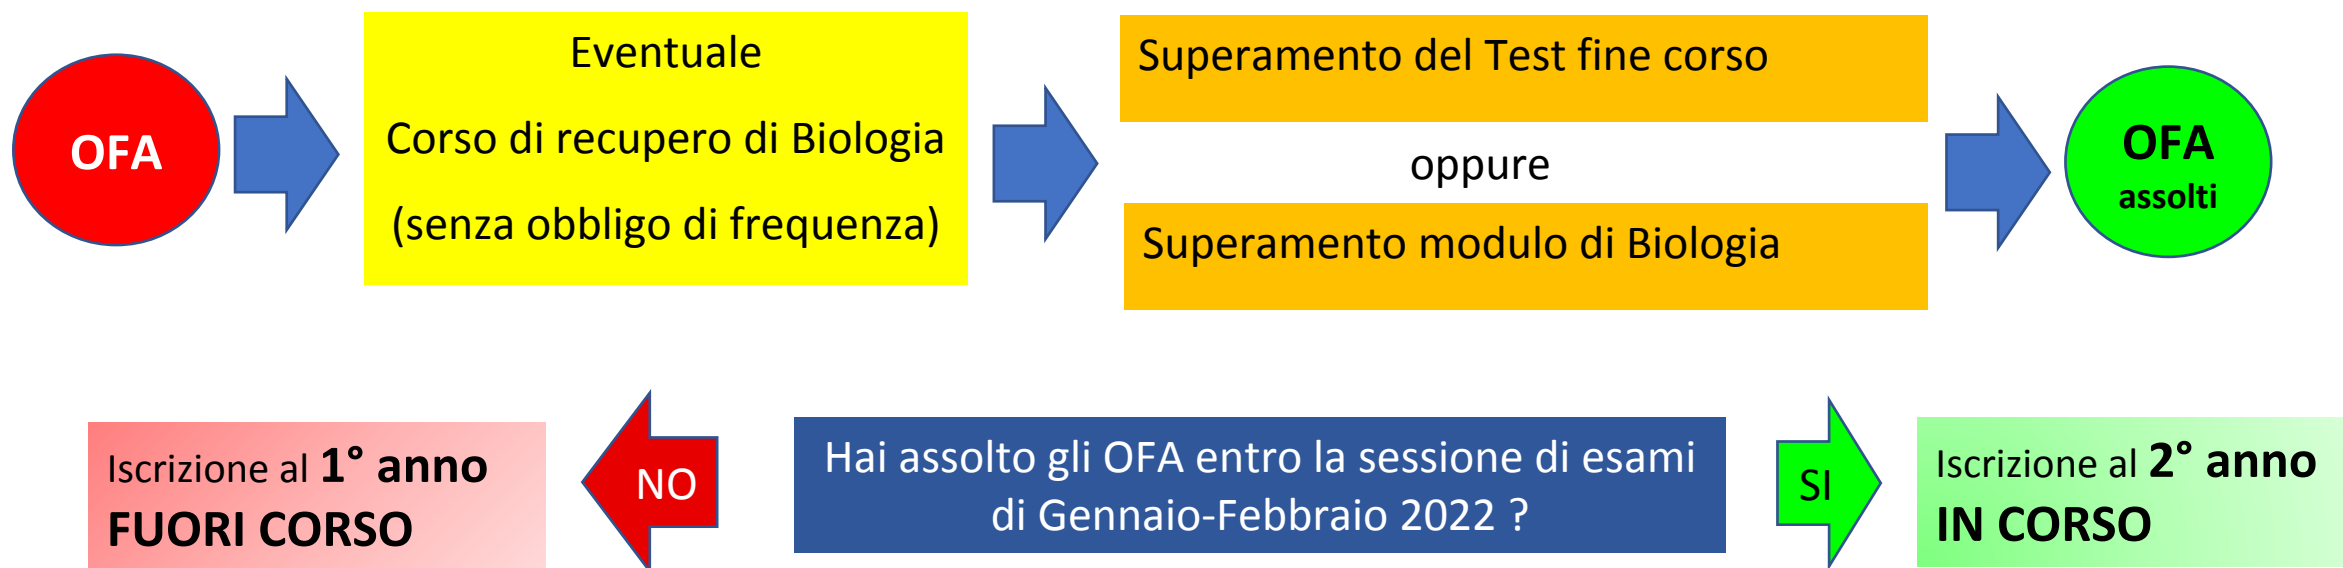 OFA
Eventuale
Corso di recupero di Biologia
(senza obbligo di frequenza)
Superamento del Test fine corso
oppure
Superamento modulo di Biologia
OFA
assolti
Iscrizione al 1° anno
FUORI CORSO
NO
Hai assolto gli OFA entro la sessione di esami
di Gennaio-Febbraio 2022 ?
SI
Iscrizione al 2° anno
IN CORSO